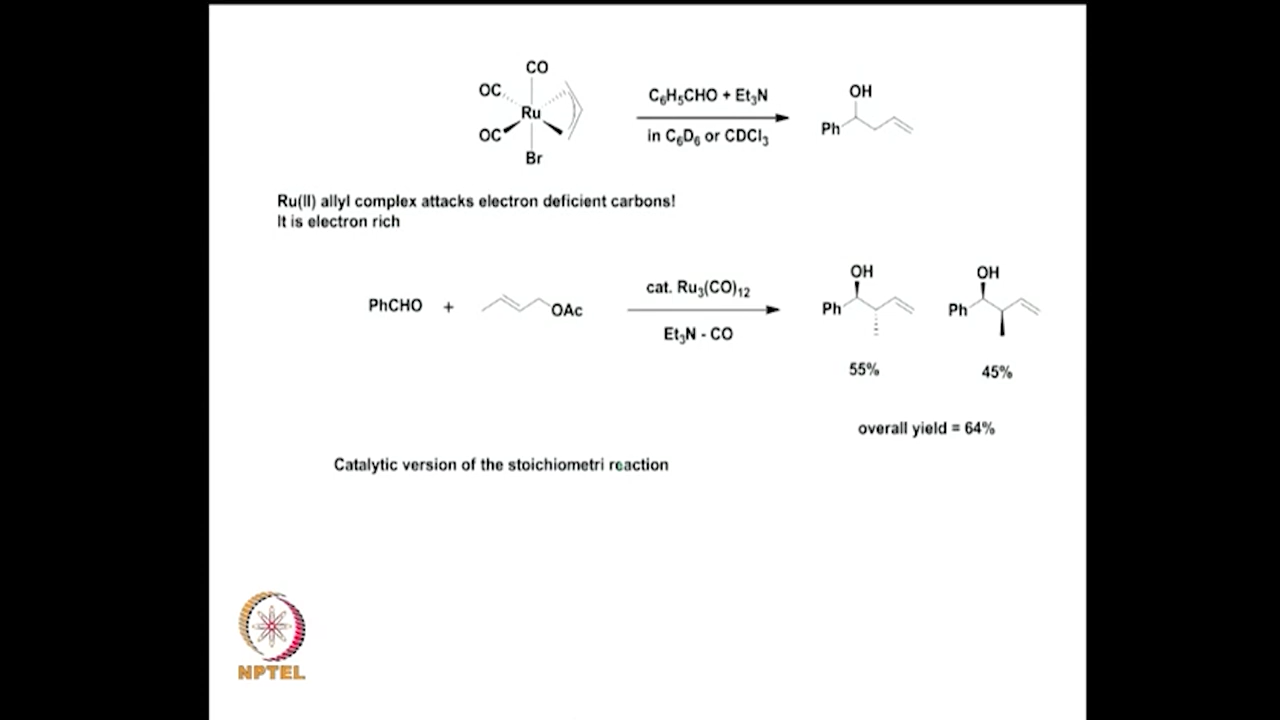 CO
OC
Ru
OC
Br
C₆H₅CHO + Et₃N
in C₆D₆ or CDCl₃
OH
Ph
Ru(II) allyl complex attacks electron deficient carbons!
It is electron rich
PhCHO + OAc
cat. Ru₃(CO)₁₂
Et₃N - CO
OH
Ph
55%
OH
Ph
45%
overall yield = 64%
Catalytic version of the stoichiometri reaction
NPTEL